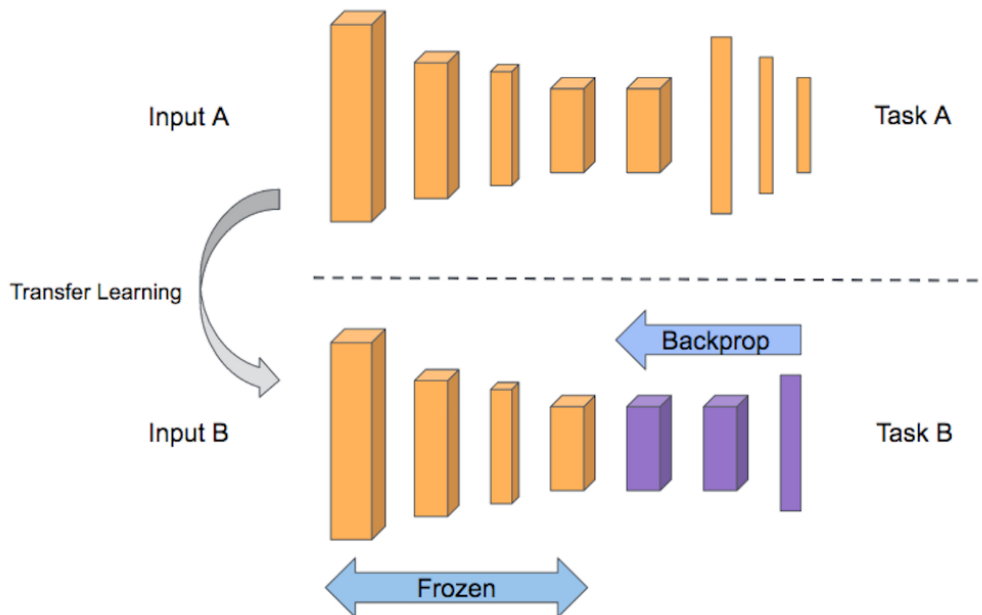 Input A
Task A
Transfer Learning
Backprop
Input B
Task B
Frozen